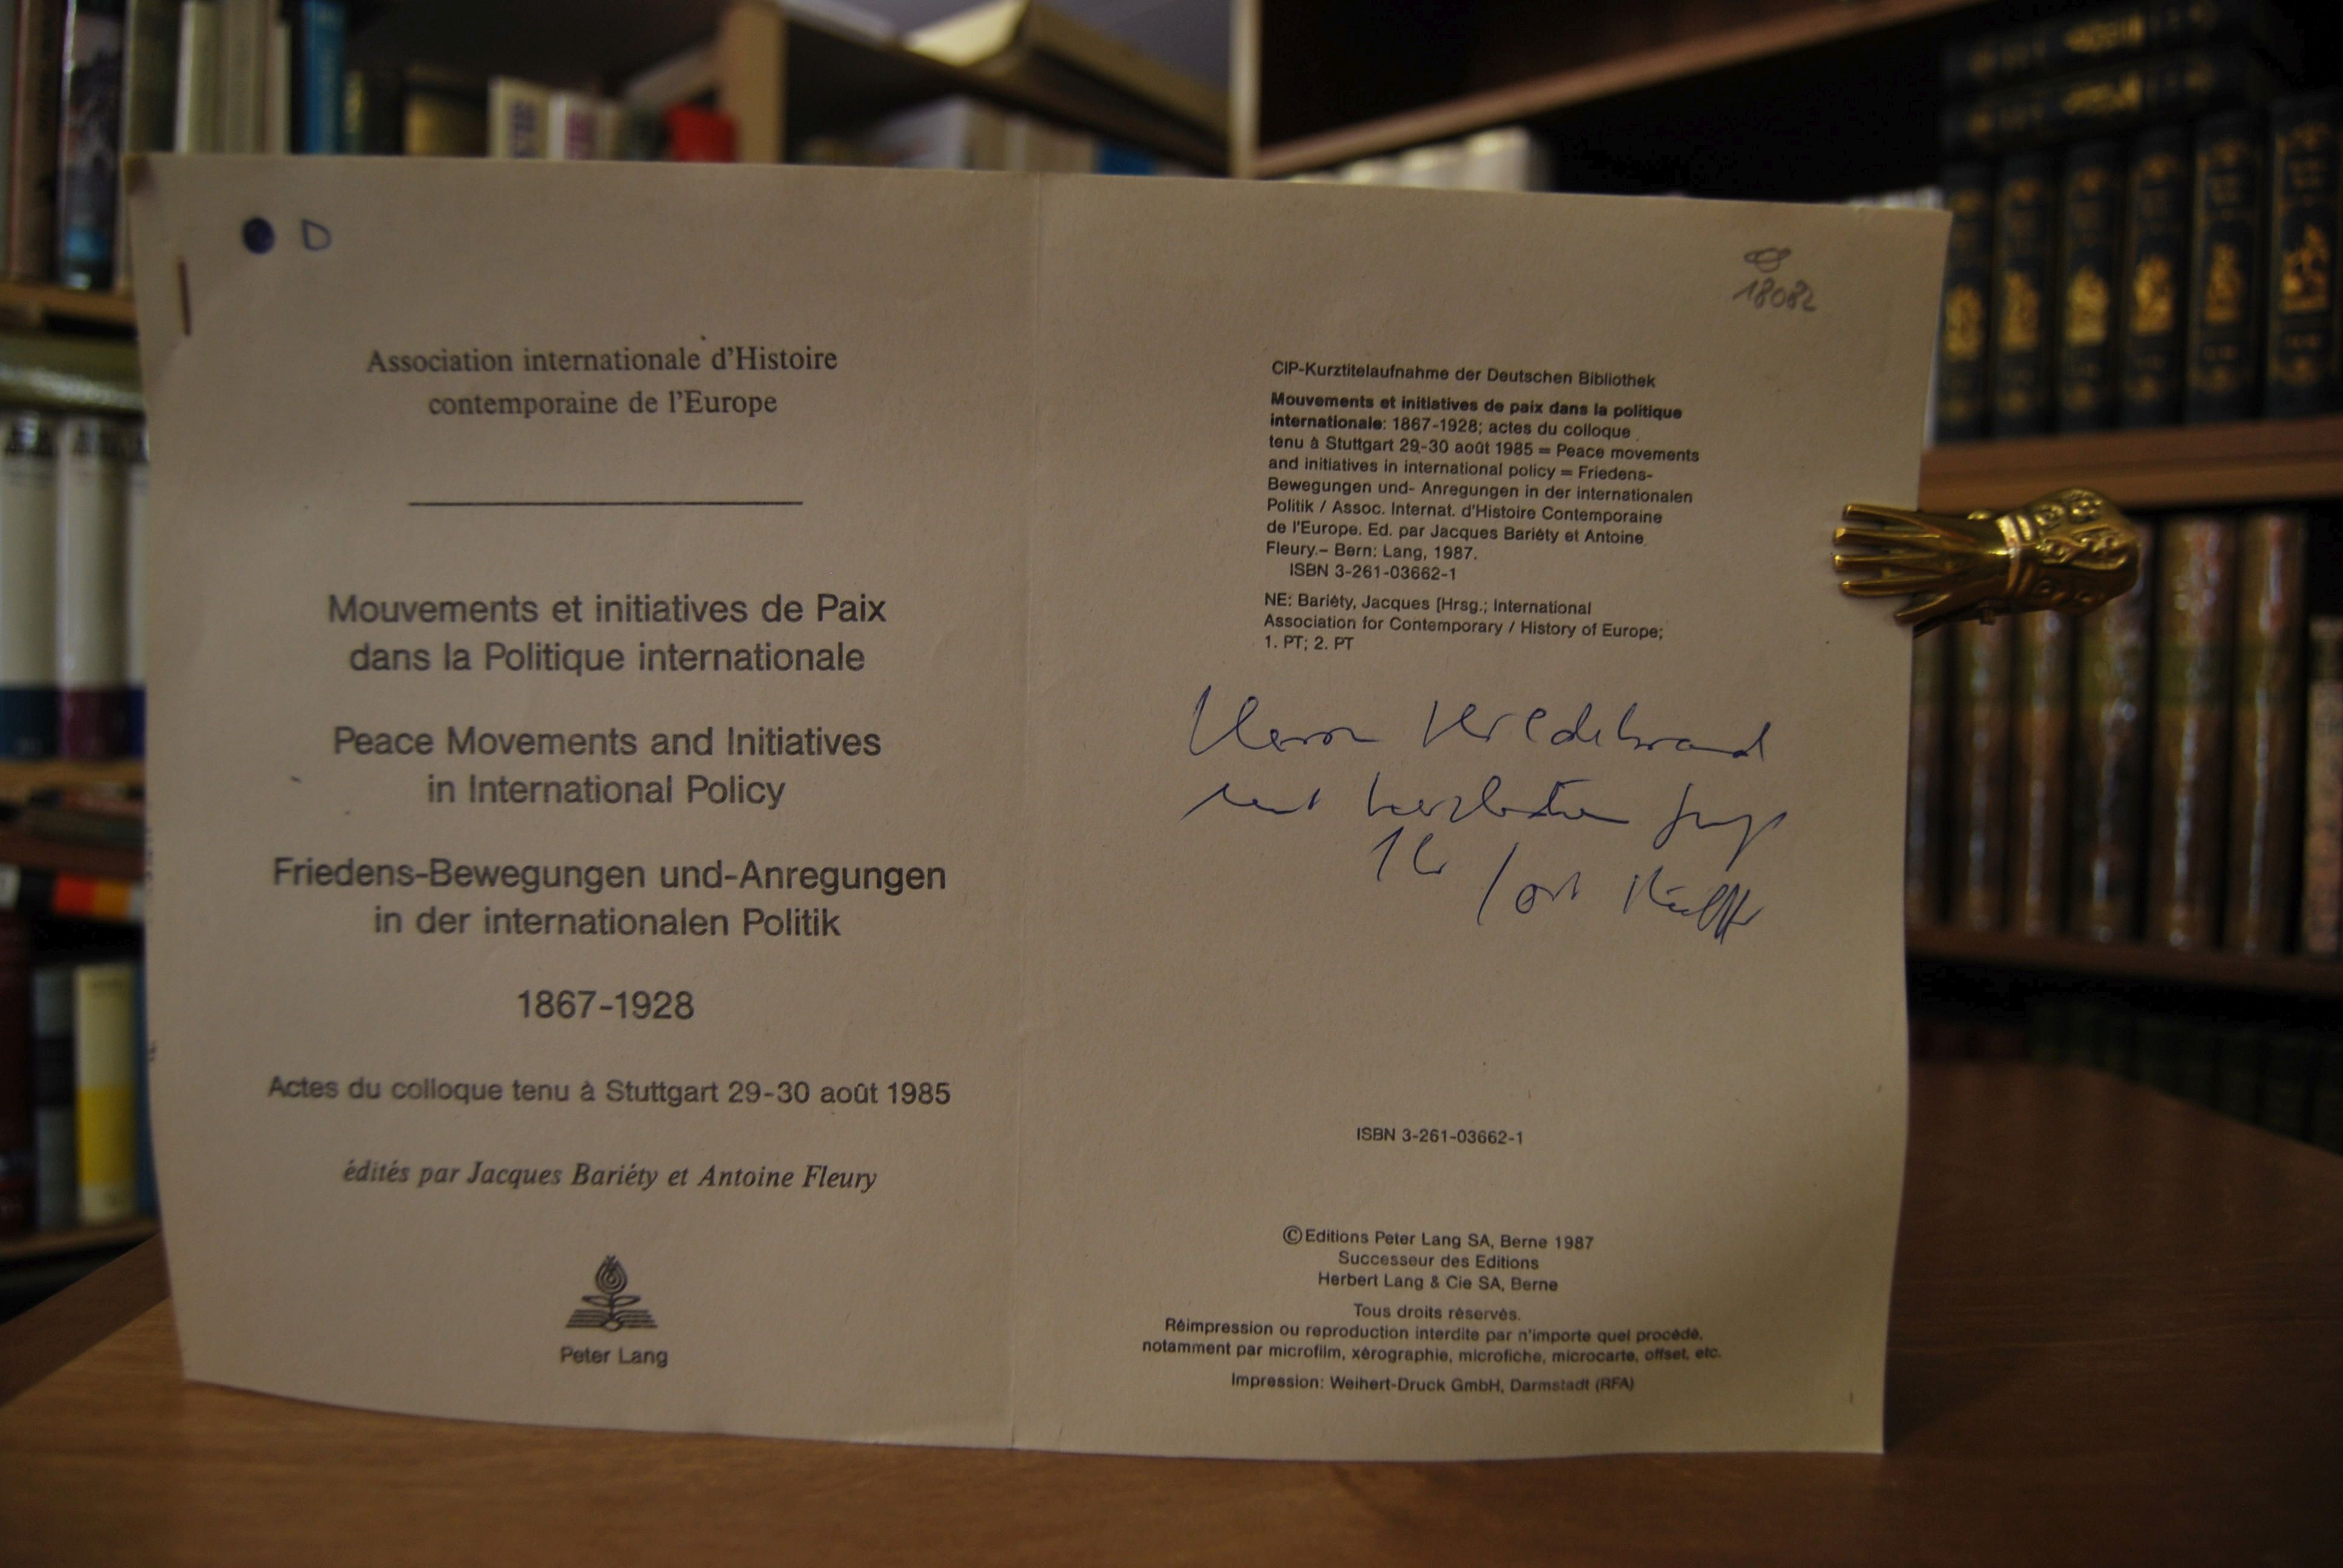 D
Association internationale d'Histoire
contemporaine de l'Europe
Mouvements et initiatives de Paix
dans la Politique internationale
Peace Movements and Initiatives
in International Policy
Friedens-Bewegungen und-Anregungen
in der internationalen Politik
1867-1928
Actes du colloque tenu à Stuttgart 29-30 août 1985
édités par Jacques Bariéty et Antoine Fleury
Peter Lang
18082
CIP-Kurztitelaufnahme der Deutschen Bibliothek
Mouvements et initiatives de paix dans la politique
internationale: 1867-1928; actes du colloque
tenu à Stuttgart 29-30 août 1985 = Peace movements
and initiatives in international policy = Friedens-
Bewegungen und- Anregungen in der internationalen
Politik / Assoc. Internat. d'Histoire Contemporaine
de l'Europe. Ed. par Jacques Bariéty et Antoine
Fleury.– Bern: Lang, 1987.
ISBN 3-261-03662-1
NE: Bariéty, Jacques [Hrsg.; International
Association for Contemporary / History of Europe;
1. PT; 2. PT
Herrn Hildebrand
mit herzlichem
Ihr
ISBN 3-261-03662-1
©Editions Peter Lang SA, Berne 1987
Successeur des Editions
Herbert Lang & Cie SA, Berne
Tous droits réservés.
Réimpression ou reproduction interdite par n'importe quel procédé,
notamment par microfilm, xérographie, microfiche, microcarte, offset, etc.
Impression: Weihert-Druck GmbH, Darmstadt (RFA)